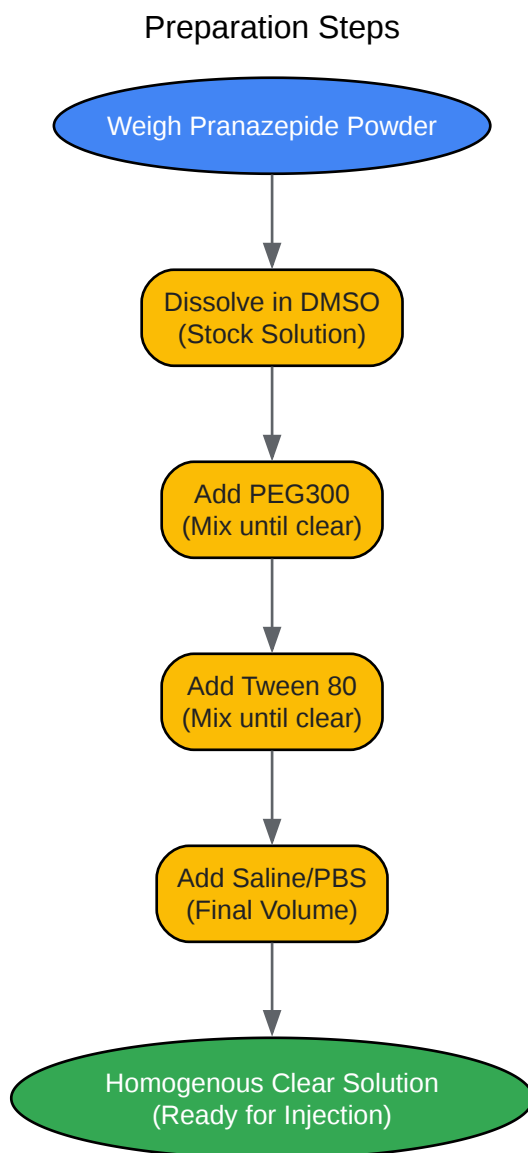 Preparation Steps
Weigh Pranazepide Powder
Dissolve in DMSO
(Stock Solution)
Add PEG300
(Mix until clear)
Add Tween 80
(Mix until clear)
Add Saline/PBS
(Final Volume)
Homogenous Clear Solution
(Ready for Injection)